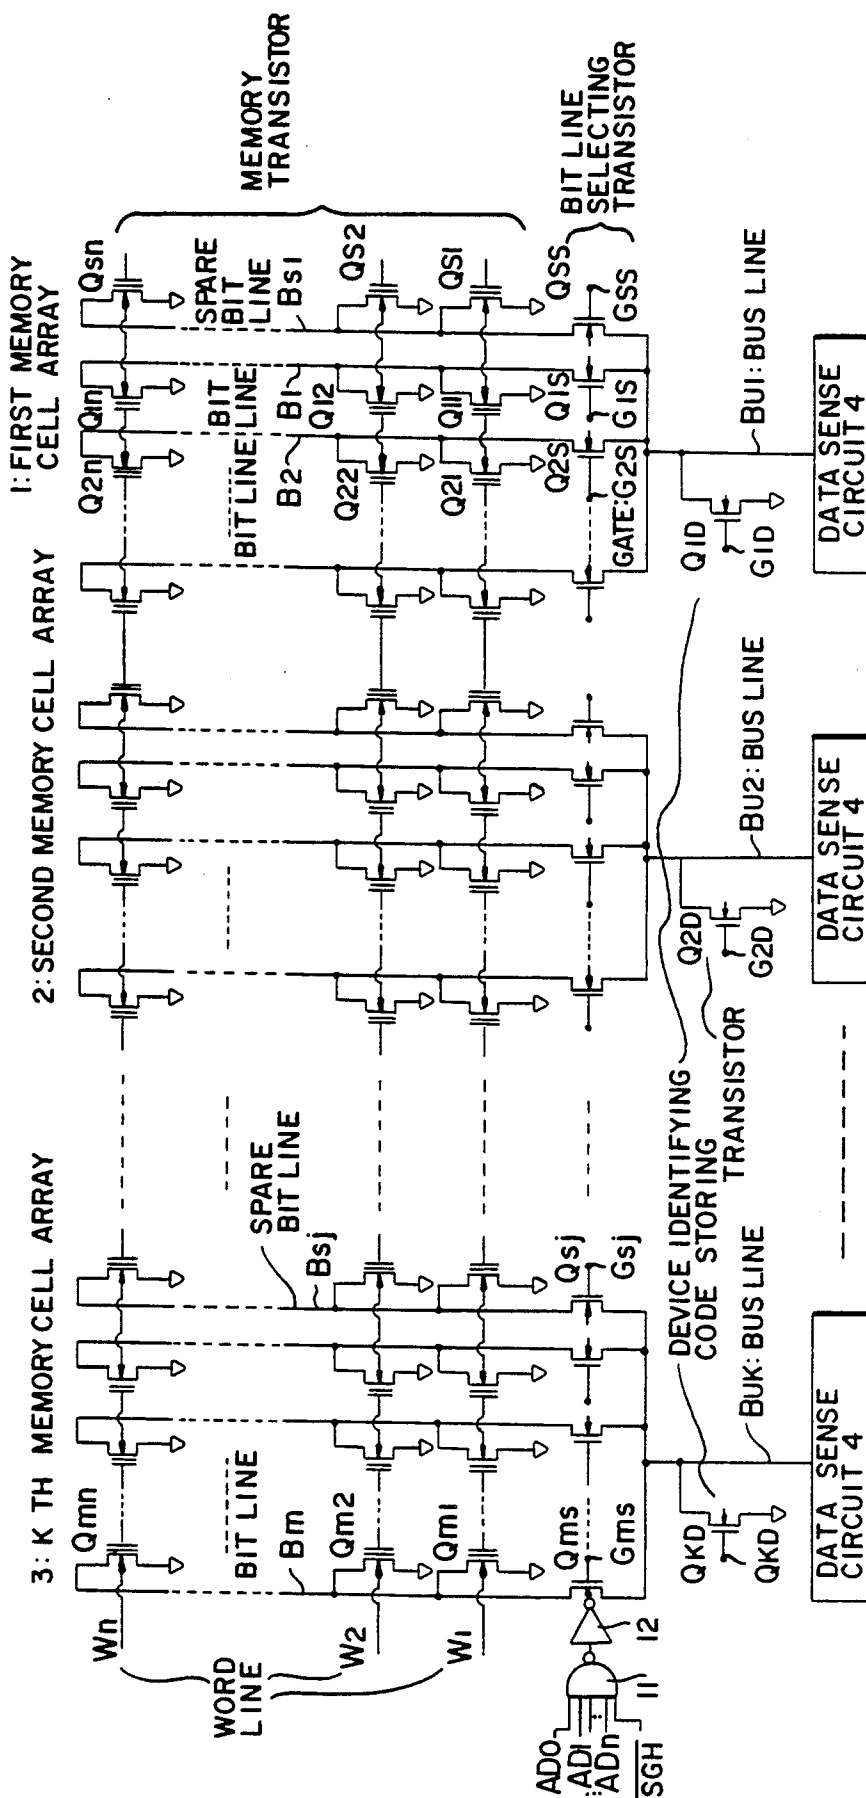 1: FIRST MEMORY
CELL ARRAY
2: SECOND MEMORY CELL ARRAY
3: K TH MEMORY CELL ARRAY
Wn
Qmn
Q2n
Q1n
Qsn
WORD
LINE
BIT LINE
SPARE
BIT LINE
BIT LINE
BIT
LINE
SPARE
BIT
LINE
MEMORY
TRANSISTOR
Bm
Bsj
B2
B1
Bs1
W2
Qm2
Q22
Q12
QS2
W1
Qm1
Q21
Q11
QS1
Qms
Qsj
Q2S
Q1S
QSS
BIT LINE
SELECTING
TRANSISTOR
Gms
Gsj
GATE:G2S
G1S
GSS
AD0
AD1
ADn
SGH
11
12
DEVICE IDENTIFYING
CODE STORING
TRANSISTOR
QKD
QKD
Q2D
G2D
Q1D
G1D
BUK: BUS LINE
BU2: BUS LINE
BU1: BUS LINE
DATA SENSE
CIRCUIT 4
DATA SENSE
CIRCUIT 4
DATA SENSE
CIRCUIT 4